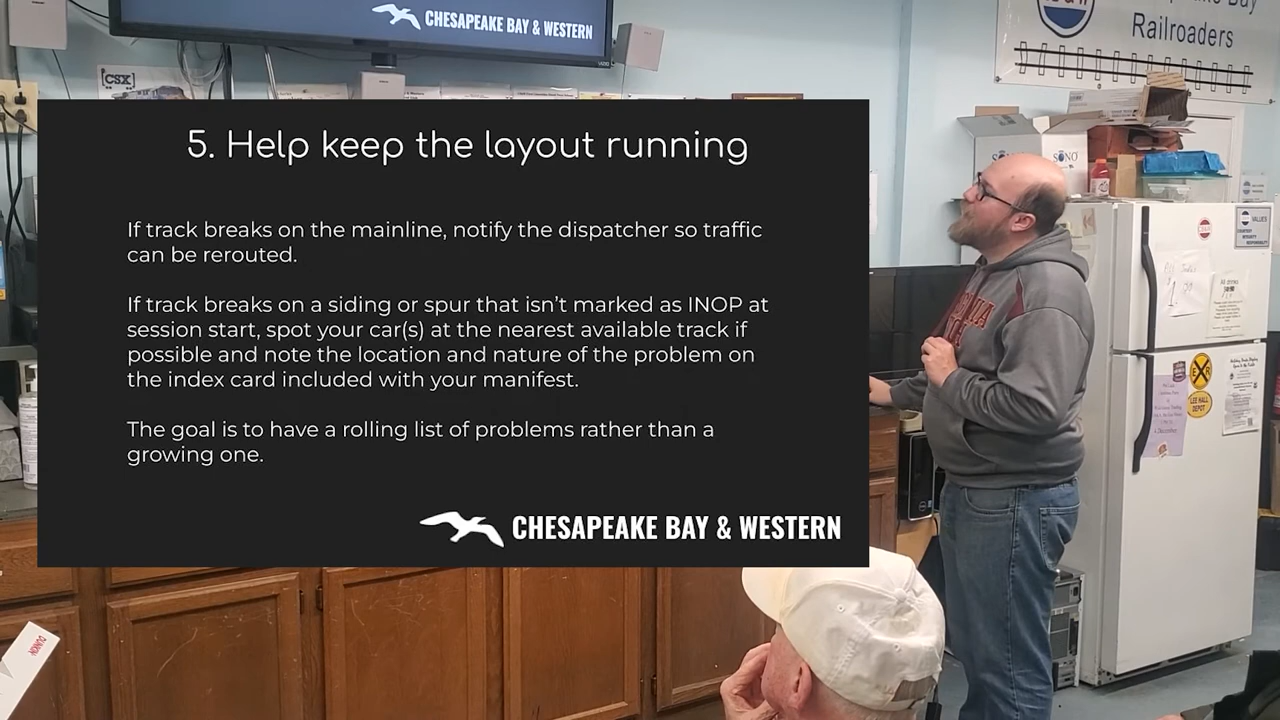 CHESAPEAKE BAY & WESTERN
Bay
Railroaders
CSX
5. Help keep the layout running
If track breaks on the mainline, notify the dispatcher so traffic
can be rerouted.
If track breaks on a siding or spur that isn't marked as INOP at
session start, spot your car(s) at the nearest available track if
possible and note the location and nature of the problem on
the index card included with your manifest.
The goal is to have a rolling list of problems rather than a
growing one.
CHESAPEAKE BAY & WESTERN
SONO
VALUES
EXR
LEE HALL
DEPOT